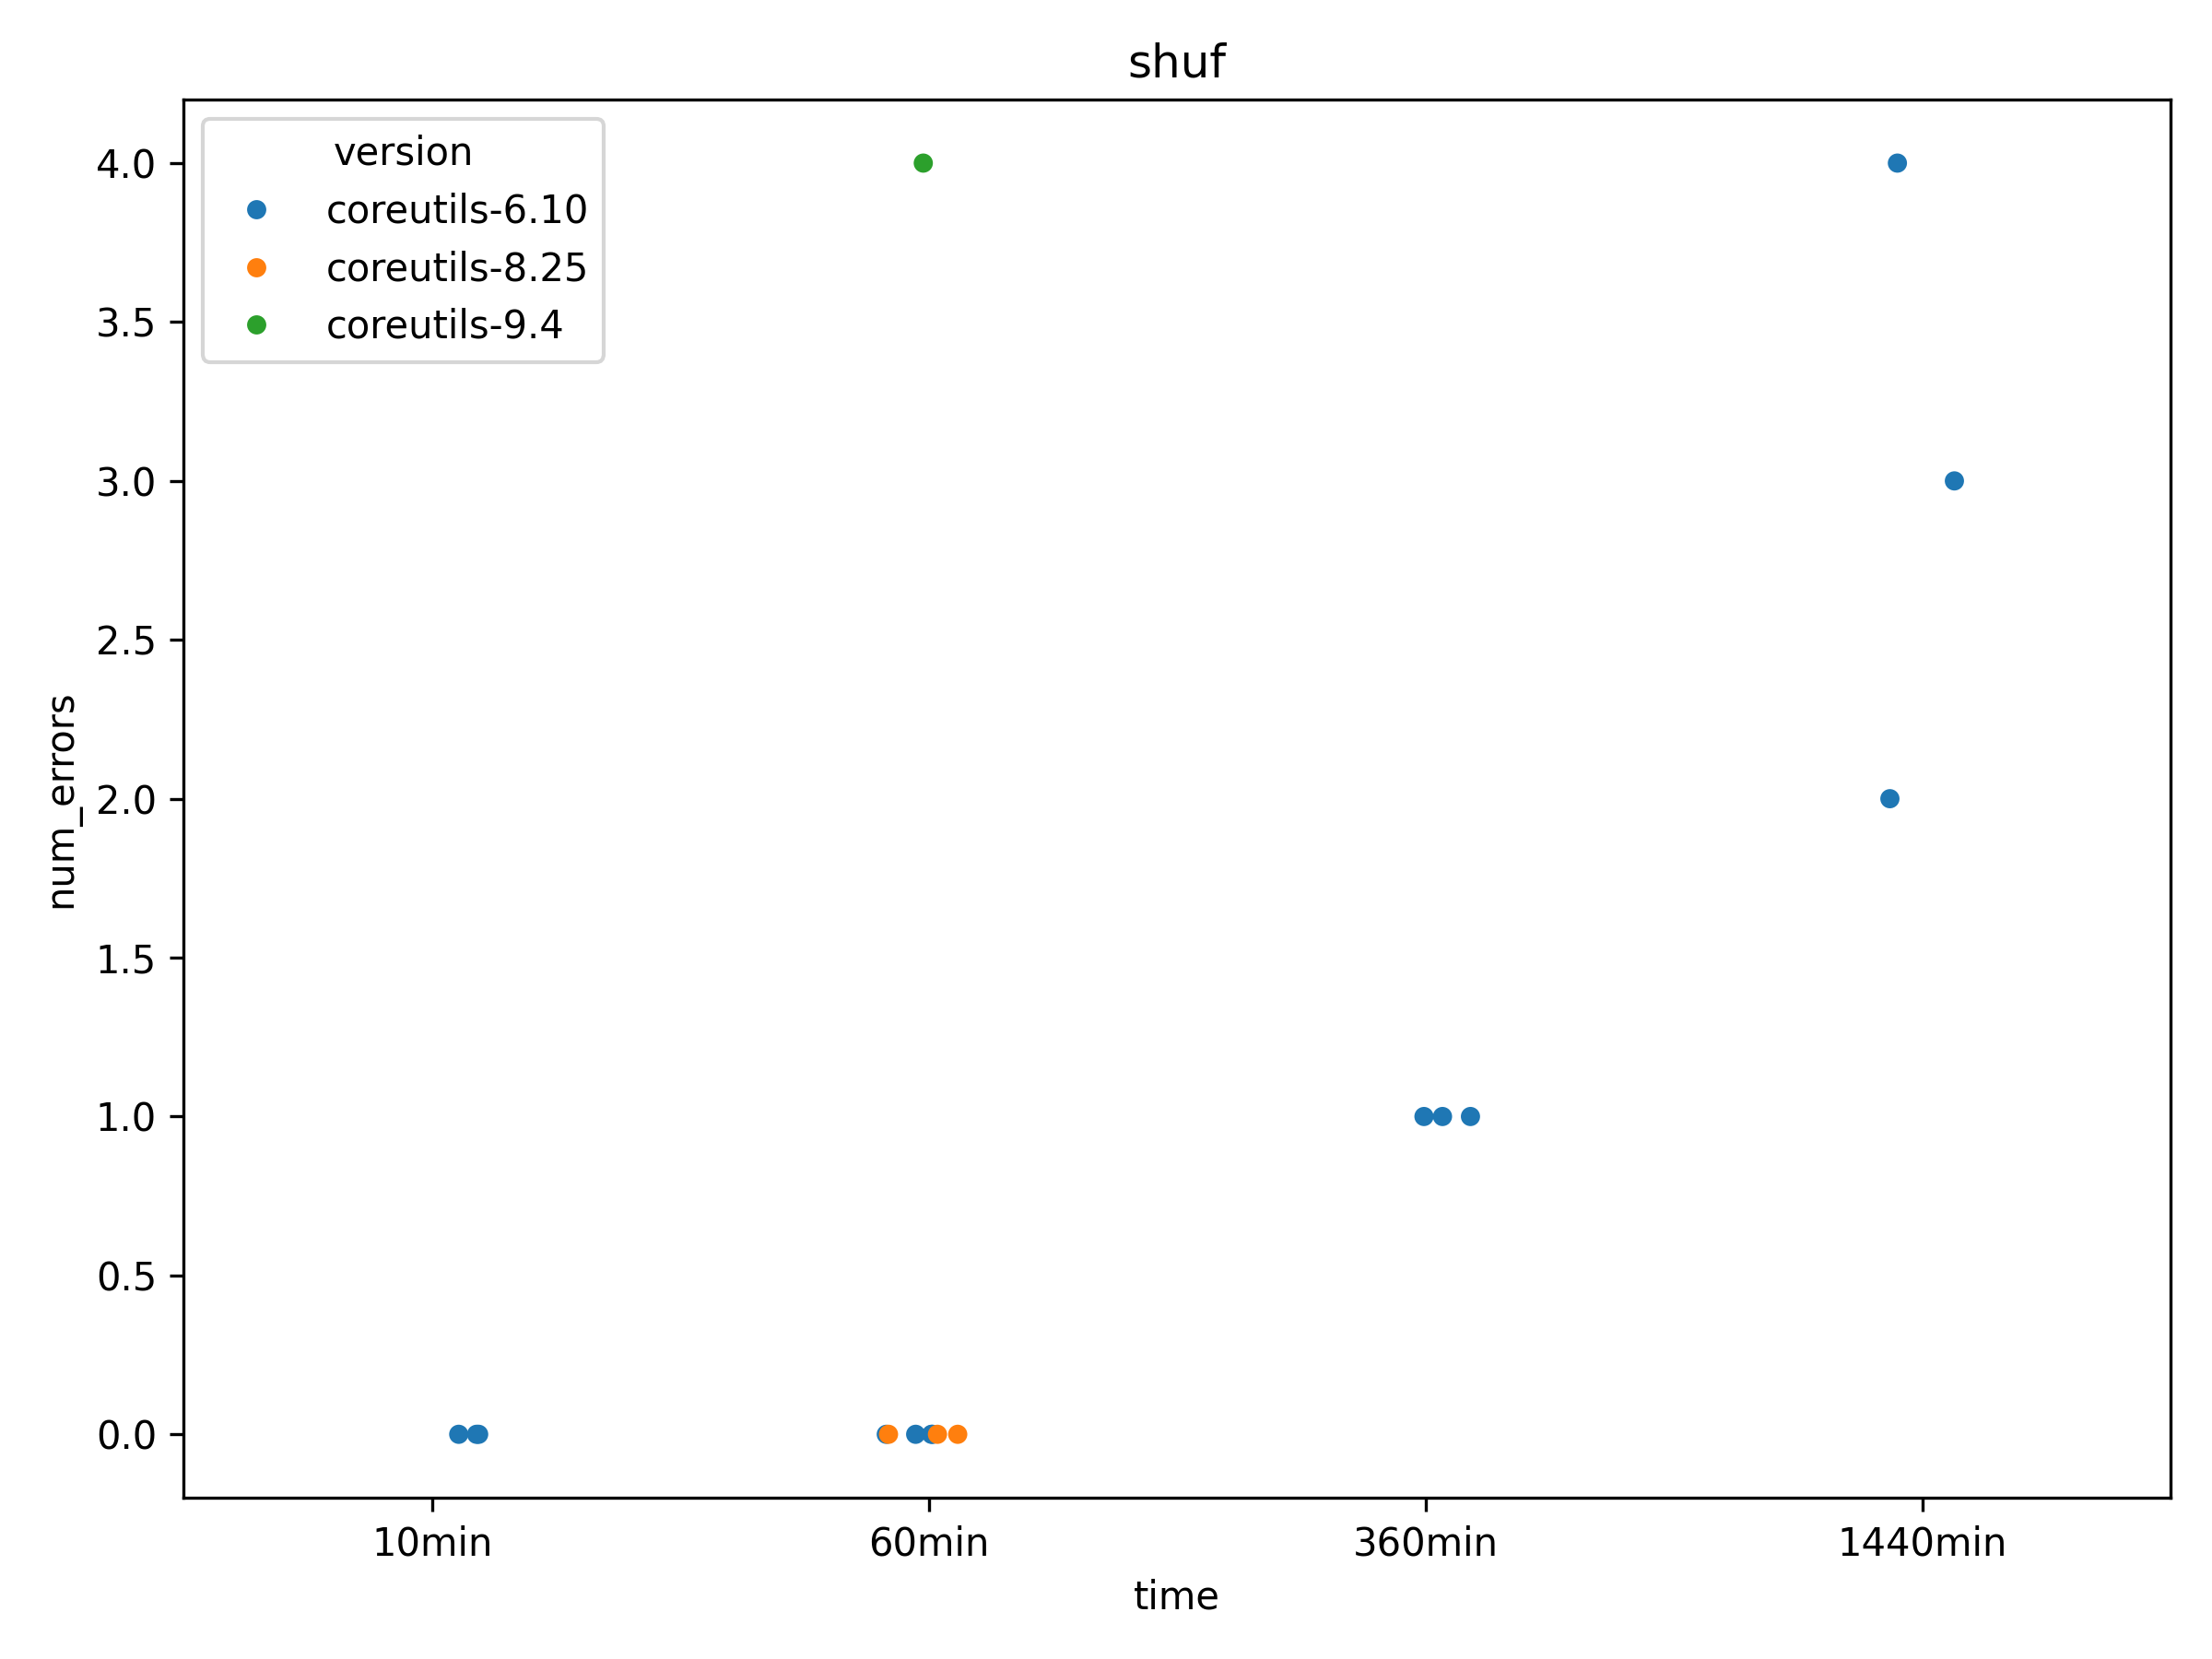 shuf
version
coreutils-6.10
coreutils-8.25
coreutils-9.4
4.0
3.5
3.0
2.5
2.0
1.5
1.0
0.5
0.0
num_errors
10min
60min
360min
1440min
time